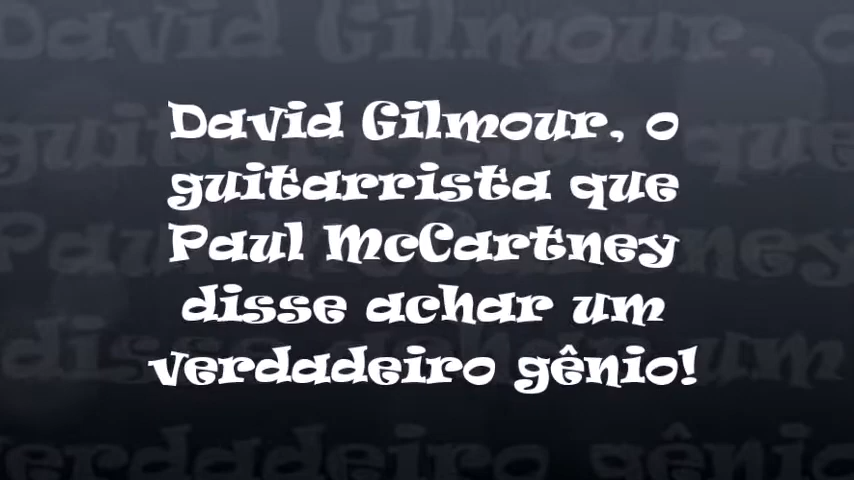 David Gilmour, o
guitarrista que
Paul McCartney
disse achar um
verdadeiro gênio!